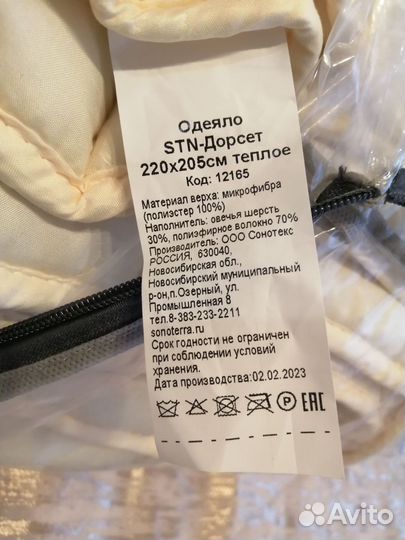 Одеяло
STN-Дорсет
220х205см теплое
Код: 12165
Материал верха: микрофибра
(полиэстер 100%)
Наполнитель: овечья шерсть
30%, полиэфирное волокно 70%
Производитель: ООО Сонотекс
РОССИЯ, 630040,
Новосибирская обл.,
Новосибирский муниципальный
р-он,п.Озерный, ул.
Промышленная 8
тел.8-383-233-2211
sonoterra.ru
Срок годности не ограничен
при соблюдении условий
хранения.
Дата производства:02.02.2023
P EAC
Avito